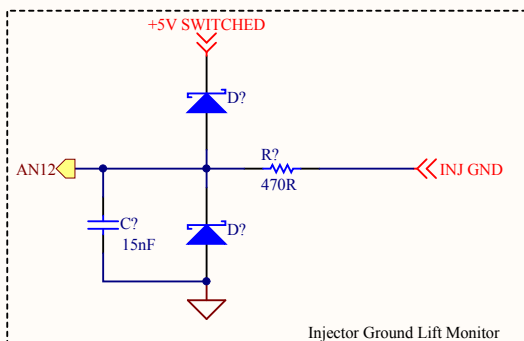 +5V SWITCHED
D?
R?
AN12
INJ GND
470R
C?
D?
15nF
Injector Ground Lift Monitor